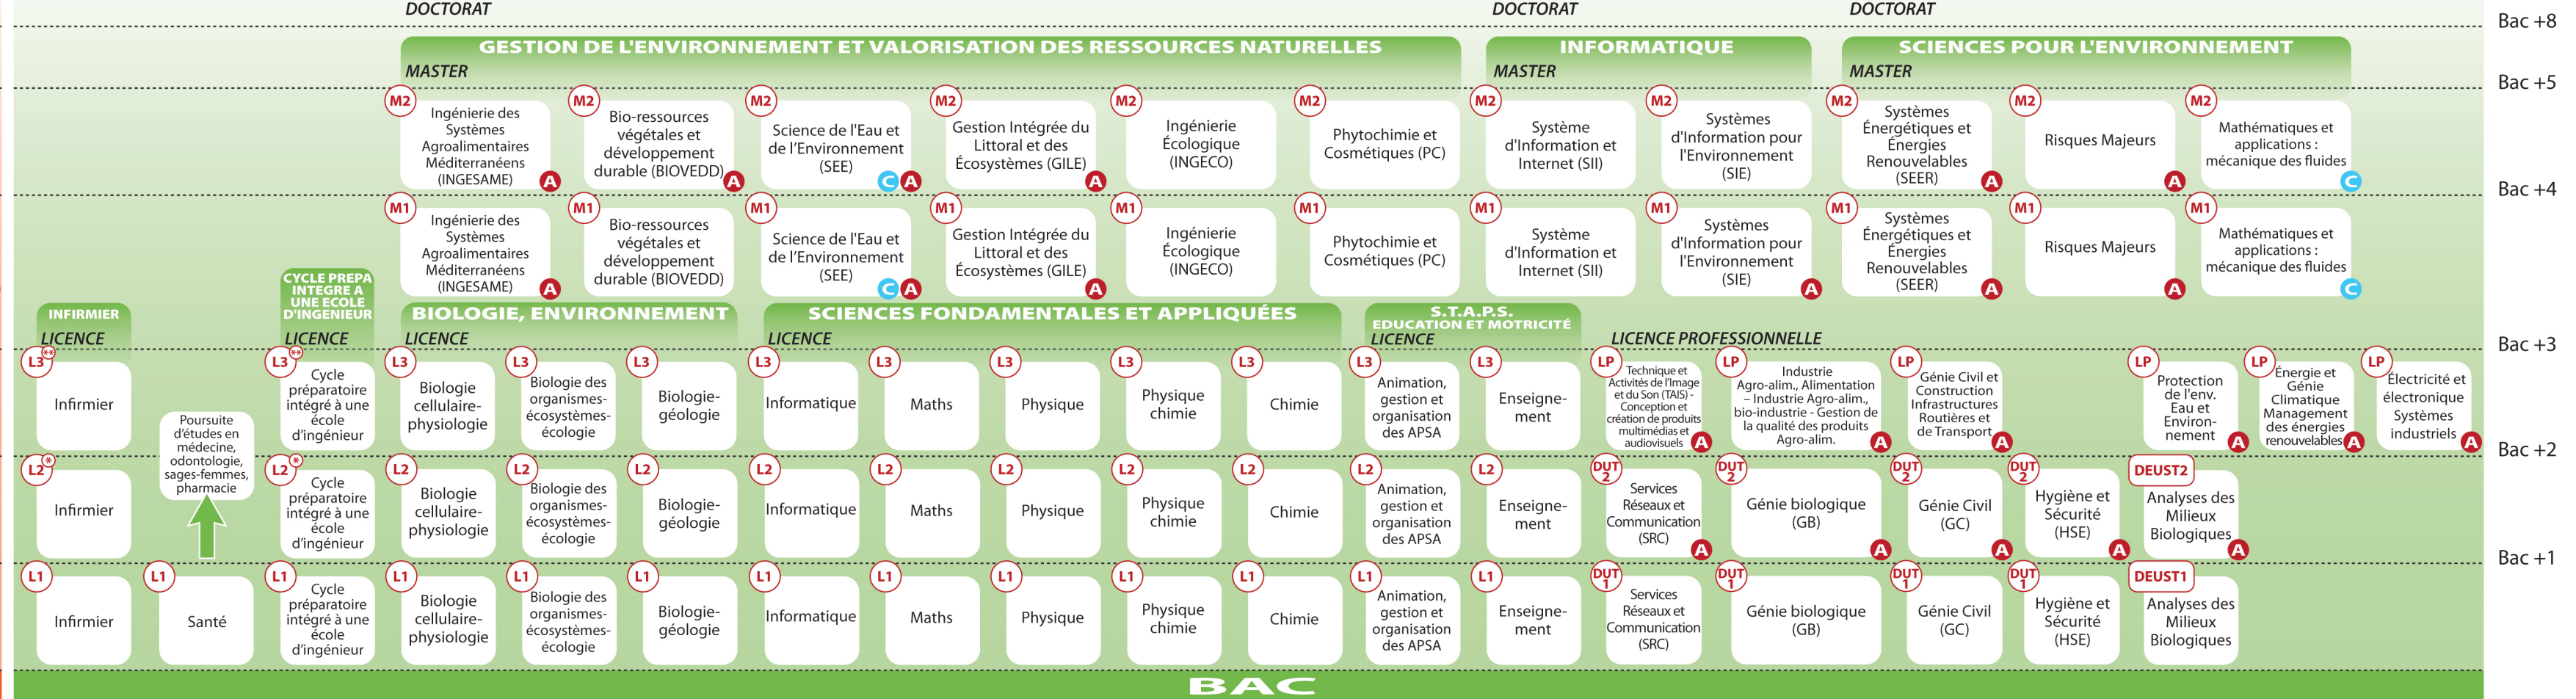 DOCTORAT
DOCTORAT
DOCTORAT
Bac +8
GESTION DE L'ENVIRONNEMENT ET VALORISATION DES RESSOURCES NATURELLES
INFORMATIQUE
SCIENCES POUR L'ENVIRONNEMENT
MASTER
MASTER
MASTER
Bac +5
M2
Ingénierie des
Systèmes
Agroalimentaires
Méditerranéens
(INGESAME)
A
M2
Bio-ressources
végétales et
développement
durable (BIOVEDD)
A
M2
Science de l'Eau et
de l'Environnement
(SEE)
C A
M2
Gestion Intégrée du
Littoral et des
Écosystèmes (GILE)
A
M2
Ingénierie
Écologique
(INGECO)
M2
Phytochimie et
Cosmétiques (PC)
M2
Système
d'Information et
Internet (SII)
M2
Systèmes
d'Information pour
l'Environnement
(SIE)
M2
Systèmes
Énergétiques et
Énergies
Renouvelables
(SEER)
A
M2
Risques Majeurs
A
M2
Mathématiques et
applications :
mécanique des fluides
C
Bac +4
M1
Ingénierie des
Systèmes
Agroalimentaires
Méditerranéens
(INGESAME)
A
M1
Bio-ressources
végétales et
développement
durable (BIOVEDD)
M1
Science de l'Eau et
de l'Environnement
(SEE)
C A
M1
Gestion Intégrée du
Littoral et des
Écosystèmes (GILE)
A
M1
Ingénierie
Écologique
(INGECO)
M1
Phytochimie et
Cosmétiques (PC)
M1
Système
d'Information et
Internet (SII)
M1
Systèmes
d'Information pour
l'Environnement
(SIE)
A
M1
Systèmes
Énergétiques et
Énergies
Renouvelables
(SEER)
A
M1
Risques Majeurs
A
M1
Mathématiques et
applications :
mécanique des fluides
C
INFIRMIER
LICENCE
CYCLE PREPA
INTEGRE A
UNE ECOLE
D'INGENIEUR
LICENCE
BIOLOGIE, ENVIRONNEMENT
LICENCE
SCIENCES FONDAMENTALES ET APPLIQUÉES
LICENCE
S.T.A.P.S.
EDUCATION ET MOTRICITÉ
LICENCE
LICENCE PROFESSIONNELLE
Bac +3
L3**
Infirmier
Poursuite
d'études en
médecine,
odontologie,
sages-femmes,
pharmacie
L3**
Cycle
préparatoire
intégré à une
école
d'ingénieur
L3
Biologie
cellulaire-
physiologie
L3
Biologie des
organismes-
écosystèmes-
écologie
L3
Biologie-
géologie
L3
Informatique
L3
Maths
L3
Physique
L3
Physique
chimie
L3
Chimie
L3
Animation,
gestion et
organisation
des APSA
L3
Enseigne-
ment
LP
Technique et
Activités de l'Image
et du Son (TAIS) -
Conception et
création de produits
multimédias et
audiovisuels
A
LP
Industrie
Agro-alim., Alimentation
– Industrie Agro-alim.,
bio-industrie - Gestion de
la qualité des produits
Agro-alim.
A
LP
Génie Civil et
Construction
Infrastructures
Routières et
de Transport
A
LP
Protection
de l'env.
Eau et
Environ-
nement
A
LP
Énergie et
Génie
Climatique
Management
des énergies
renouvelables
A
LP
Électricité et
électronique
Systèmes
industriels
A
Bac +2
L2*
Infirmier
L2*
Cycle
préparatoire
intégré à une
école
d'ingénieur
L2
Biologie
cellulaire-
physiologie
L2
Biologie des
organismes-
écosystèmes-
écologie
L2
Biologie-
géologie
L2
Informatique
L2
Maths
L2
Physique
L2
Physique
chimie
L2
Chimie
L2
Animation,
gestion et
organisation
des APSA
L2
Enseigne-
ment
DUT
2
Services
Réseaux et
Communication
(SRC)
A
DUT
2
Génie biologique
(GB)
A
DUT
2
Génie Civil
(GC)
A
DUT
2
Hygiène et
Sécurité
(HSE)
A
DEUST2
Analyses des
Milieux
Biologiques
A
Bac +1
L1
Infirmier
L1
Santé
L1
Cycle
préparatoire
intégré à une
école
d'ingénieur
L1
Biologie
cellulaire-
physiologie
L1
Biologie des
organismes-
écosystèmes-
écologie
L1
Biologie-
géologie
L1
Informatique
L1
Maths
L1
Physique
L1
Physique
chimie
L1
Chimie
L1
Animation,
gestion et
organisation
des APSA
L1
Enseigne-
ment
DUT
1
Services
Réseaux et
Communication
(SRC)
DUT
1
Génie biologique
(GB)
DUT
1
Génie Civil
(GC)
DUT
1
Hygiène et
Sécurité
(HSE)
DEUST1
Analyses des
Milieux
Biologiques
BAC